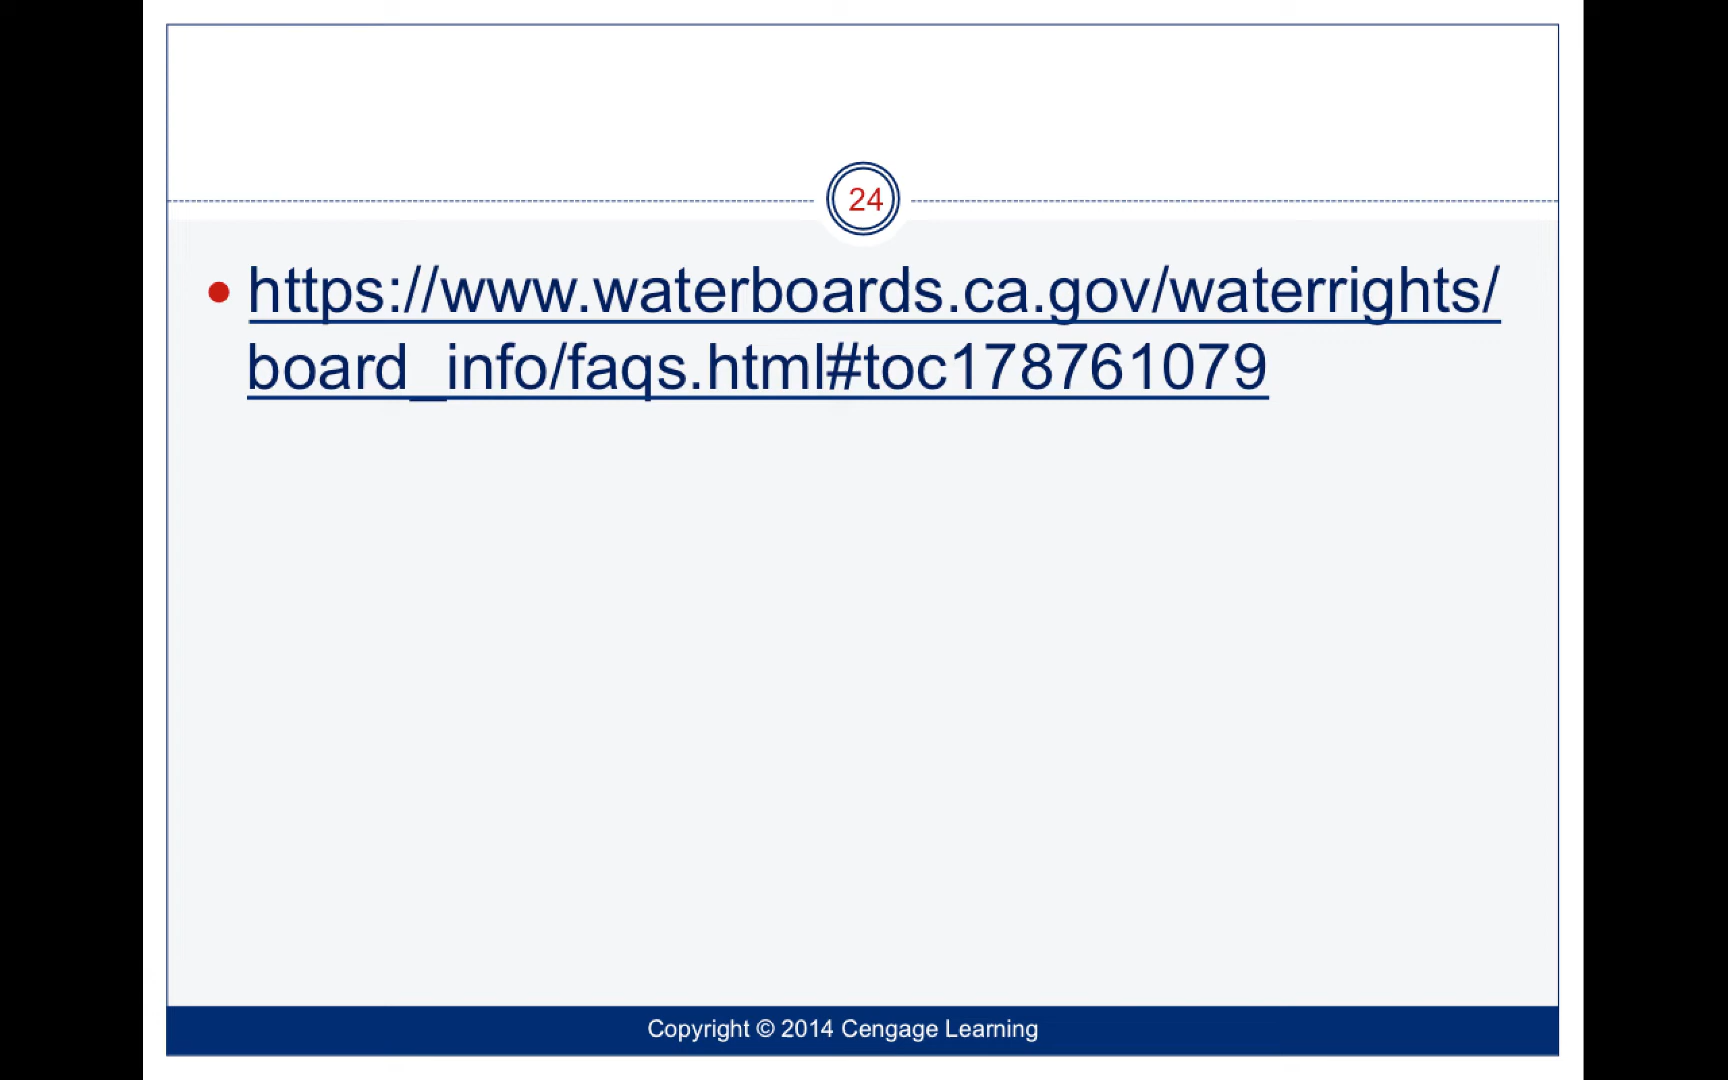 24
• https://www.waterboards.ca.gov/waterrights/
board_info/faqs.html#toc178761079
Copyright © 2014 Cengage Learning